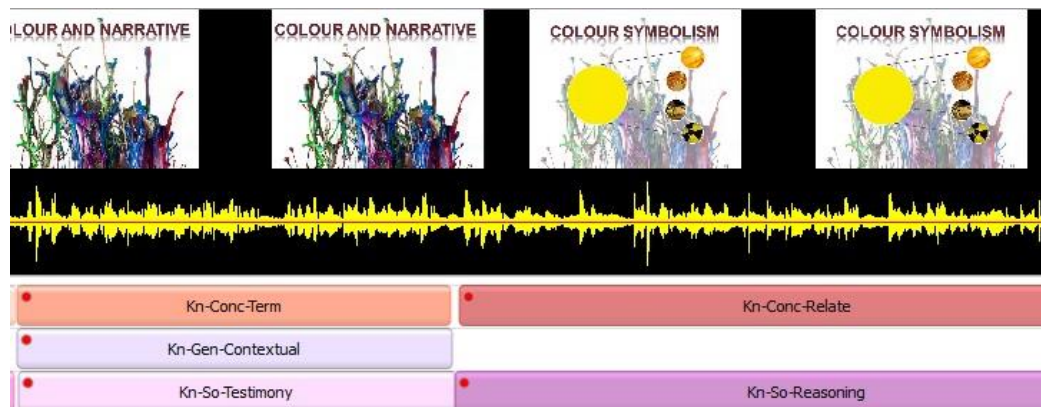 LOUR AND NARRATIVE
COLOUR AND NARRATIVE
COLOUR SYMBOLISM
COLOUR SYMBOLISM
Kn-Conc-Term
Kn-Conc-Relate
Kn-Gen-Contextual
Kn-So-Testimony
Kn-So-Reasoning